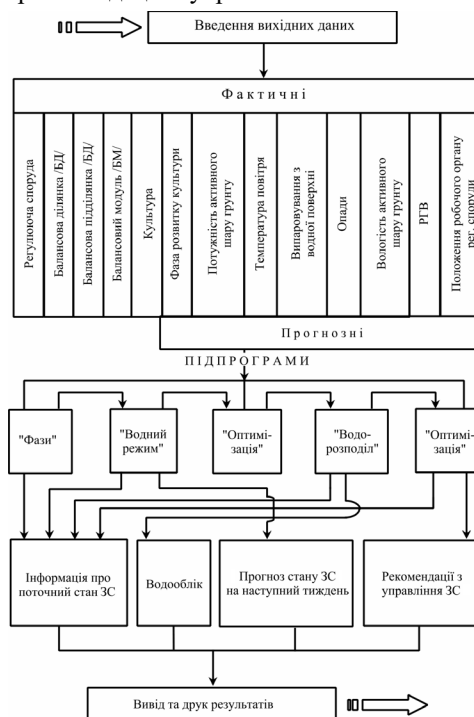 Введення вихідних даних
Фактичні
Регулююча споруда
Балансова ділянка /БД/
Балансова підділянка /БД/
Балансовий модуль /БМ/
Культура
Фаза розвитку культури
Потужність активного
шару грунту
Температура повітря
Випаровування з
водної поверхні
Опади
Вологість активного
шару грунту
РГВ
Положення робочого органу
рег. споруди
Прогнозні
ПІДПРОГРАМИ
"Фази"
"Водний
режим"
"Оптимі-
зація"
"Водо-
розподіл"
"Оптимі-
зація"
Інформація про
поточний стан ЗС
Водооблік
Прогноз стану ЗС
на наступний тиждень
Рекомендації з
управління ЗС
Вивід та друк результатів